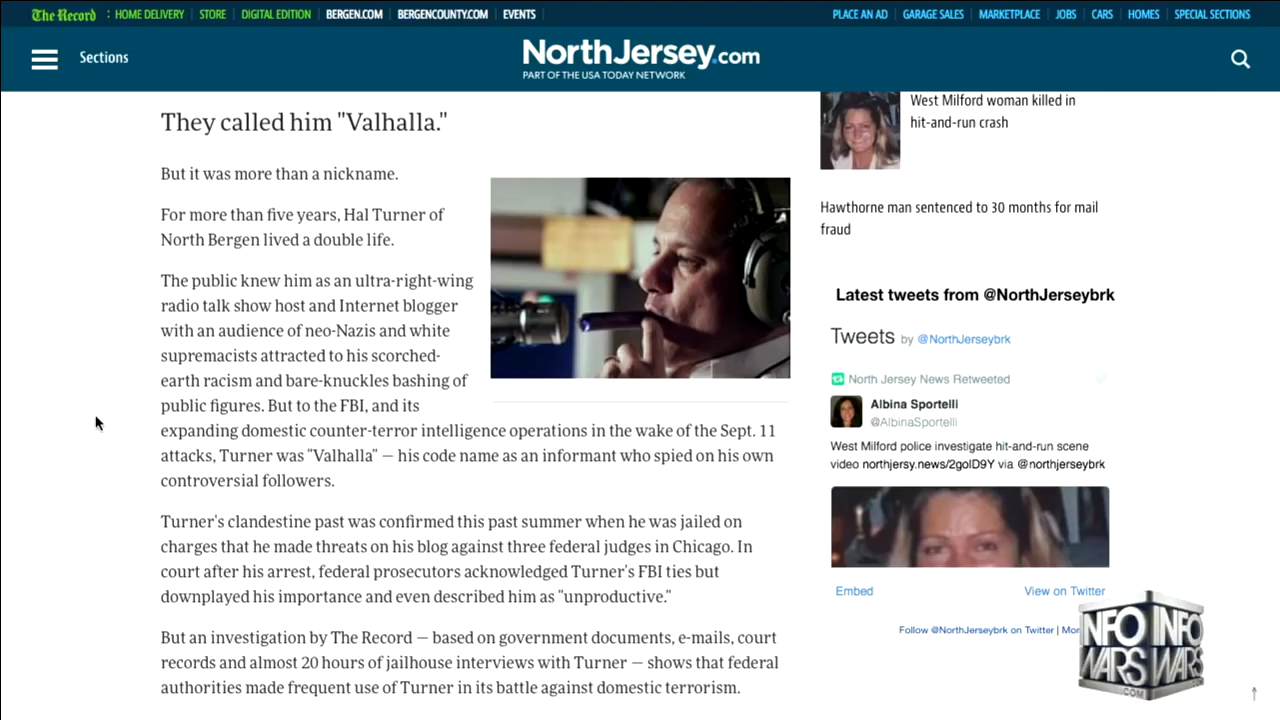 The Record : HOME DELIVERY | STORE | DIGITAL EDITION | BERGEN.COM | BERGENCOUNTY.COM | EVENTS |
PLACE AN AD | GARAGE SALES | MARKETPLACE | JOBS | CARS | HOMES | SPECIAL SECTIONS
Sections
NorthJersey.com
PART OF THE USA TODAY NETWORK
They called him "Valhalla."
But it was more than a nickname.
For more than five years, Hal Turner of
North Bergen lived a double life.
The public knew him as an ultra-right-wing
radio talk show host and Internet blogger
with an audience of neo-Nazis and white
supremacists attracted to his scorched-
earth racism and bare-knuckles bashing of
public figures. But to the FBI, and its
expanding domestic counter-terror intelligence operations in the wake of the Sept. 11
attacks, Turner was "Valhalla" — his code name as an informant who spied on his own
controversial followers.
Turner's clandestine past was confirmed this past summer when he was jailed on
charges that he made threats on his blog against three federal judges in Chicago. In
court after his arrest, federal prosecutors acknowledged Turner's FBI ties but
downplayed his importance and even described him as "unproductive."
But an investigation by The Record — based on government documents, e-mails, court
records and almost 20 hours of jailhouse interviews with Turner — shows that federal
authorities made frequent use of Turner in its battle against domestic terrorism.
West Milford woman killed in
hit-and-run crash
Hawthorne man sentenced to 30 months for mail
fraud
Latest tweets from @NorthJerseybrk
Tweets by @NorthJerseybrk
North Jersey News Retweeted
Albina Sportelli
@AlbinaSportelli
West Milford police investigate hit-and-run scene
video northjersy.news/2golD9Y via @northjerseybrk
Embed
View on Twitter
Follow @NorthJerseybrk on Twitter | Mor
INFO INFO
WARS WARS
.COM